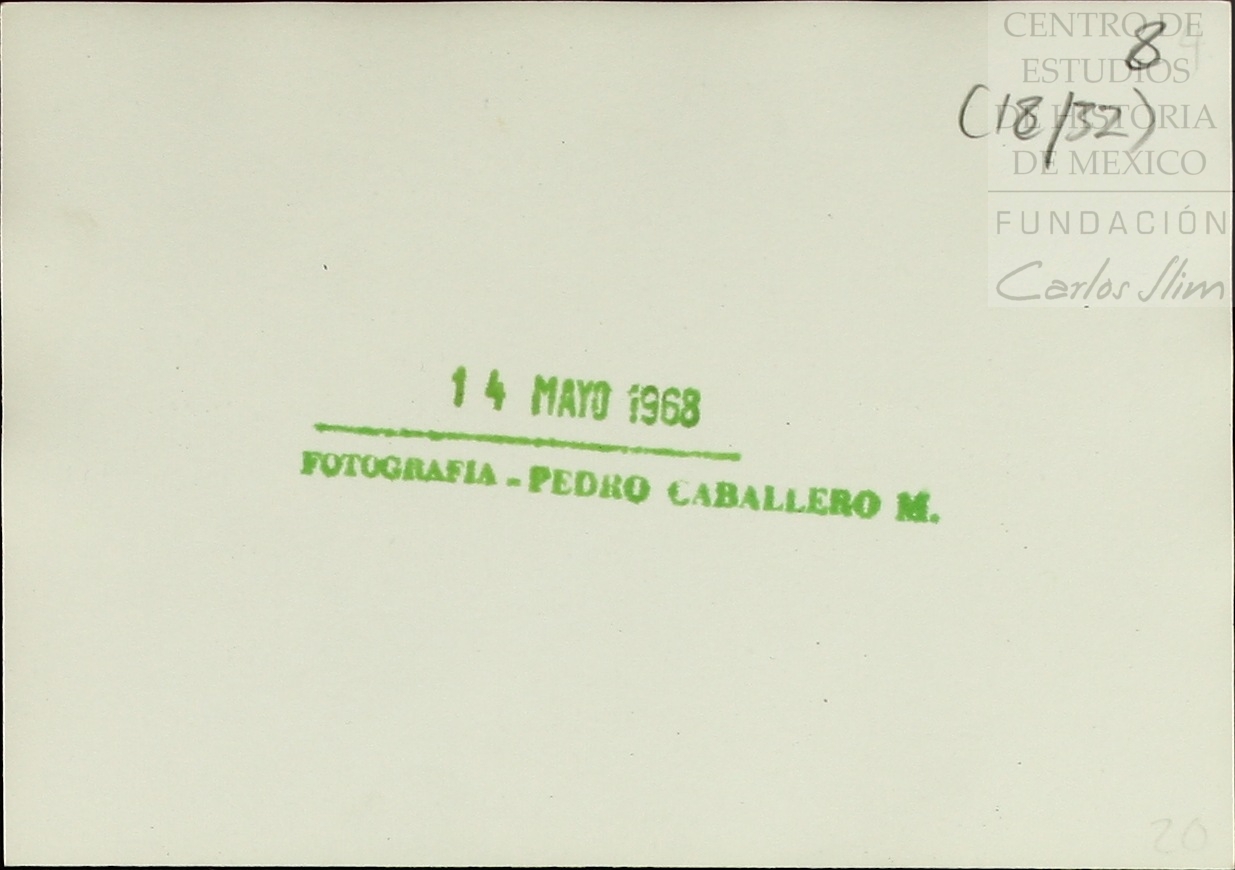 CENTRO DE
8
ESTUDIOS
(18/32)
DE HISTORIA
DE MEXICO
FUNDACIÓN
Carlos Slim
14 MAYO 1968
FOTOGRAFIA - PEDRO CABALLERO M.
20